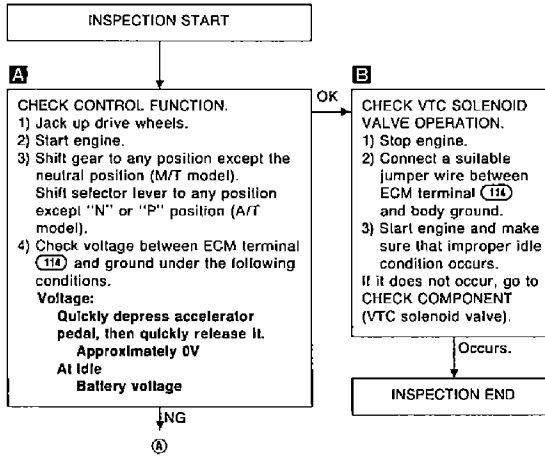 INSPECTION START
A
CHECK CONTROL FUNCTION.
1) Jack up drive wheels.
2) Start engine.
3) Shift gear to any position except the
neutral position (M/T model).
Shift selector lever to any position
except "N" or "P" position (A/T
model).
4) Check voltage between ECM terminal
114 and ground under the following
conditions.
Voltage:
Quickly depress accelerator
pedal, then quickly release it.
Approximately 0V
At idle
Battery voltage
NG
A
OK
B
CHECK VTC SOLENOID
VALVE OPERATION.
1) Stop engine.
2) Connect a suitable
jumper wire between
ECM terminal 114
and body ground.
3) Start engine and make
sure that improper idle
condition occurs.
If it does not occur, go to
CHECK COMPONENT
(VTC solenoid valve).
Occurs.
INSPECTION END